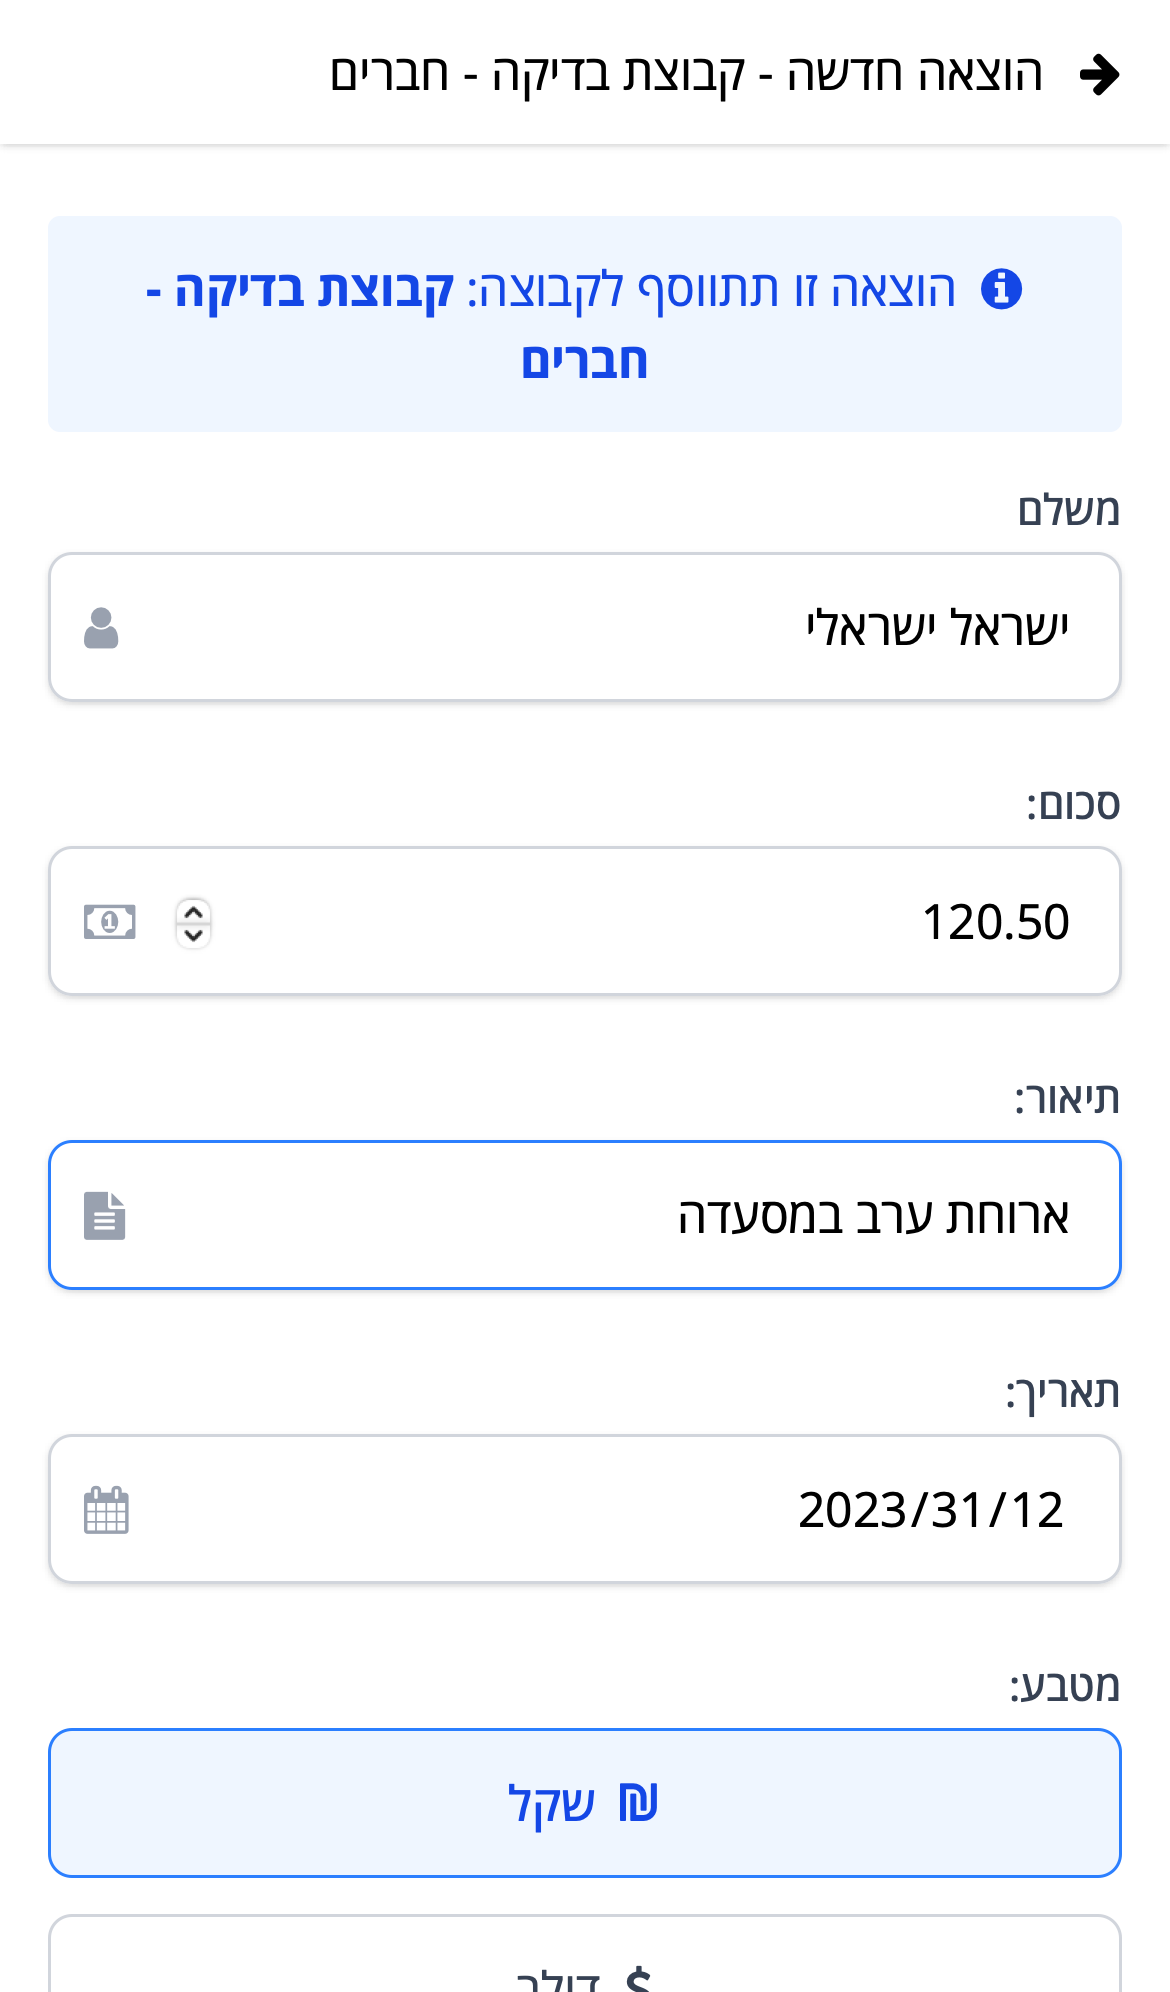 הוצאה חדשה - קבוצת בדיקה - חברים
הוצאה זו תתווסף לקבוצה: קבוצת בדיקה -
חברים
משלם
ישראל ישראלי
סכום:
120.50
תיאור:
ארוחת ערב במסעדה
תאריך:
2023/31/12
מטבע:
₪ שקל
$ דולר